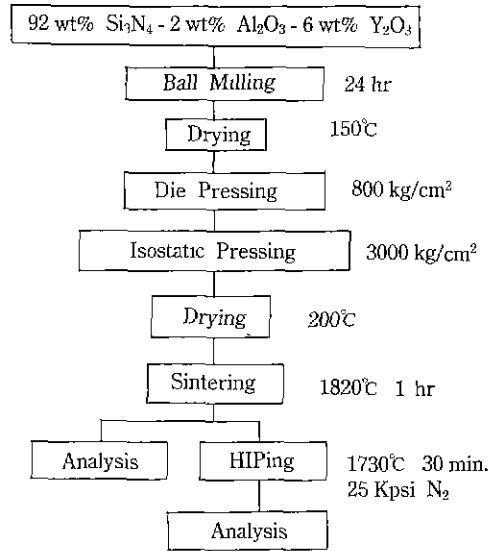 92 wt% Si₃N₄ - 2 wt% Al₂O₃ - 6 wt% Y₂O₃
Ball Milling 24 hr
Drying 150℃
Die Pressing 800 kg/cm²
Isostatic Pressing 3000 kg/cm²
Drying 200℃
Sintering 1820℃ 1 hr
Analysis HIPing 1730℃ 30 min.
25 Kpsi N₂
Analysis